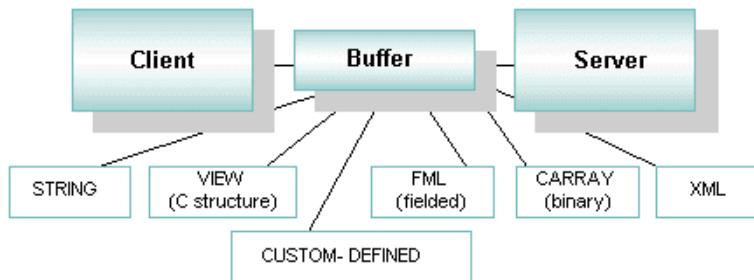 Client
Buffer
Server
STRING
VIEW
(C structure)
FML
(fielded)
CARRAY
(binary)
XML
CUSTOM- DEFINED